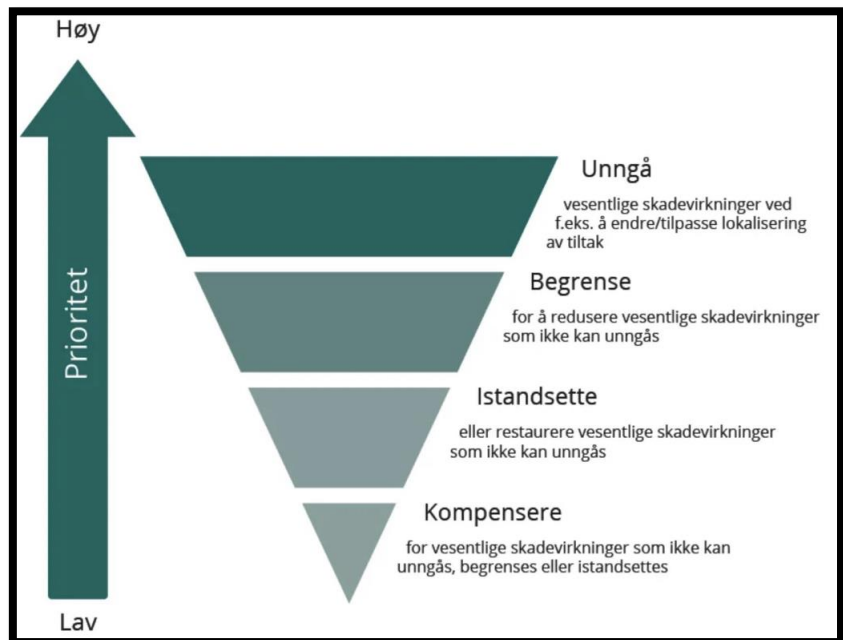 Høy
Prioritet
Unngå
vesentlige skadevirkninger ved
f.eks. å endre/tilpasse lokalisering
av tiltak
Begrense
for å redusere vesentlige skadevirkninger
som ikke kan unngås
Istandsette
eller restaurere vesentlige skadevirkninger
som ikke kan unngås
Kompensere
for vesentlige skadevirkninger som ikke kan
unngås, begrenses eller istandsettes
Lav